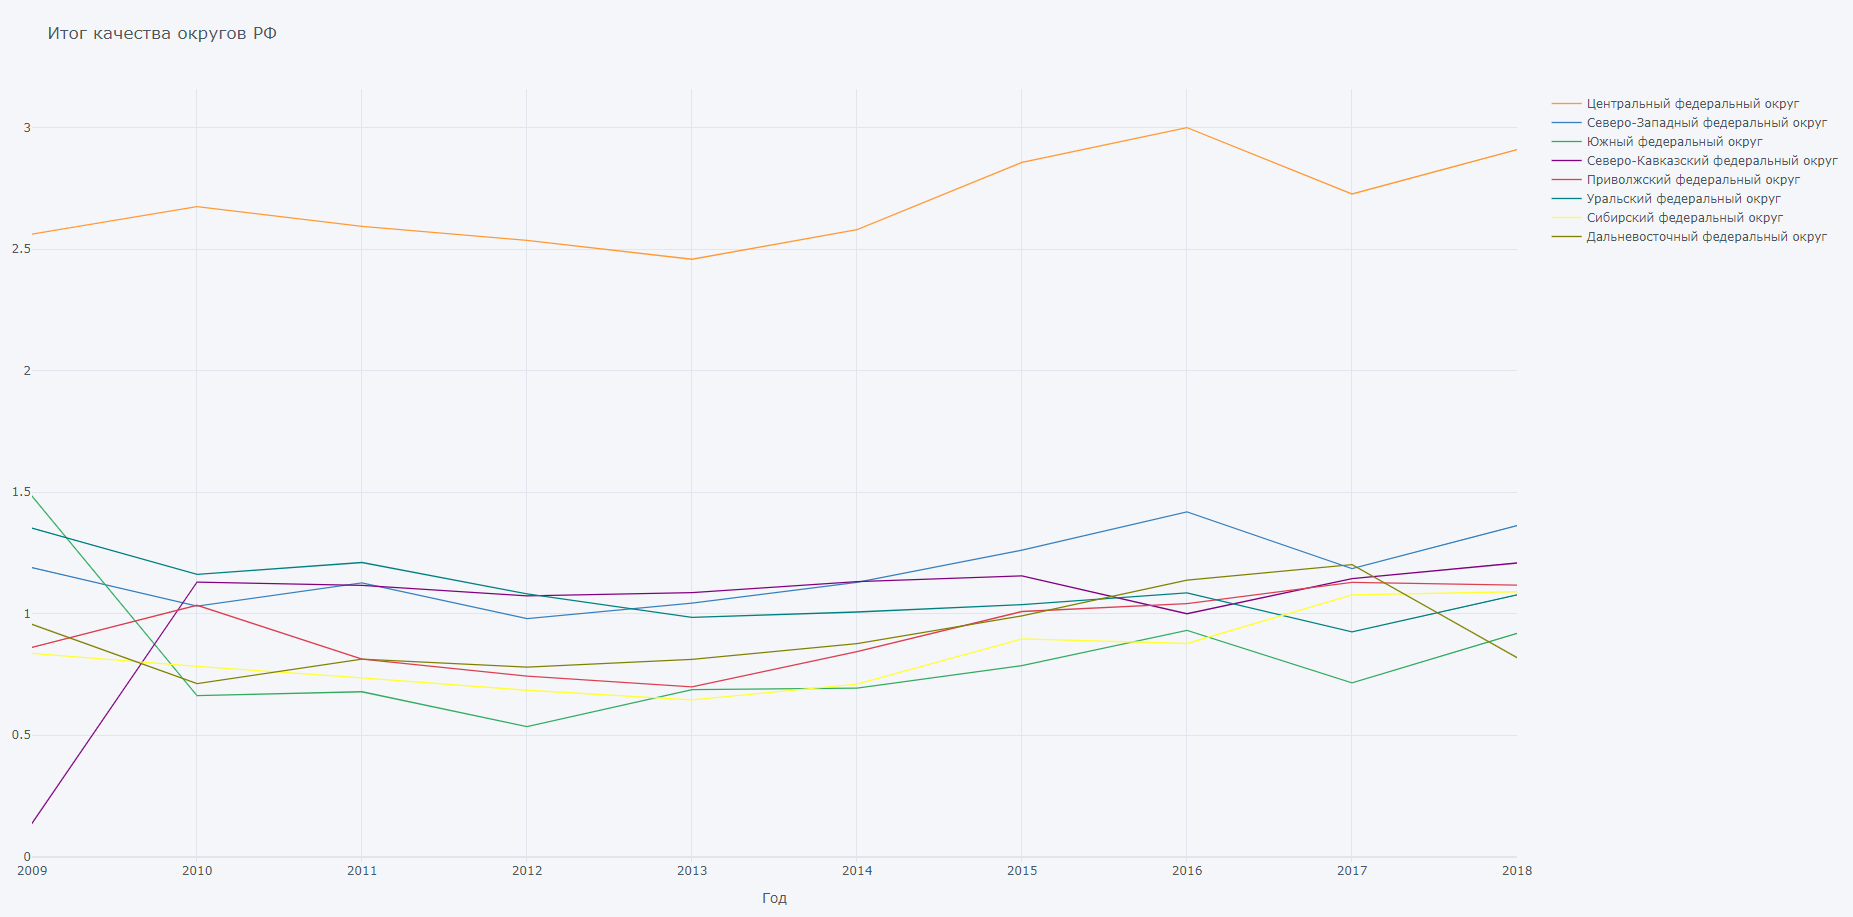 Итог качества округов РФ
3
2.5
2
1.5
1
0.5
0
2009 2010 2011 2012 2013 2014 2015 2016 2017 2018
Год
Центральный федеральный округ
Северо-Западный федеральный округ
Южный федеральный округ
Северо-Кавказский федеральный округ
Приволжский федеральный округ
Уральский федеральный округ
Сибирский федеральный округ
Дальневосточный федеральный округ